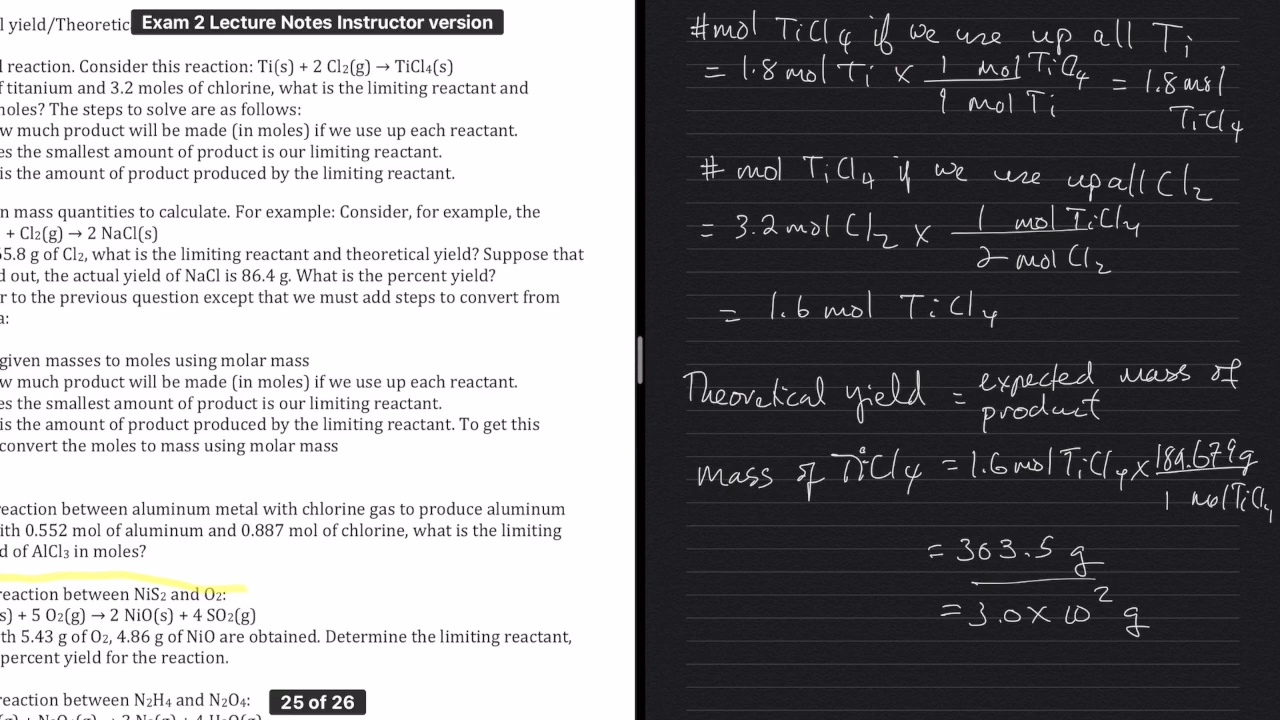 l yield/Theoretic
Exam 2 Lecture Notes Instructor version
l reaction. Consider this reaction: Ti(s) + 2 Cl₂(g) → TiCl₄(s)
f titanium and 3.2 moles of chlorine, what is the limiting reactant and
noles? The steps to solve are as follows:
w much product will be made (in moles) if we use up each reactant.
es the smallest amount of product is our limiting reactant.
is the amount of product produced by the limiting reactant.
n mass quantities to calculate. For example: Consider, for example, the
+ Cl₂(g) → 2 NaCl(s)
65.8 g of Cl₂, what is the limiting reactant and theoretical yield? Suppose that
d out, the actual yield of NaCl is 86.4 g. What is the percent yield?
r to the previous question except that we must add steps to convert from
a:
given masses to moles using molar mass
w much product will be made (in moles) if we use up each reactant.
es the smallest amount of product is our limiting reactant.
is the amount of product produced by the limiting reactant. To get this
convert the moles to mass using molar mass
reaction between aluminum metal with chlorine gas to produce aluminum
ith 0.552 mol of aluminum and 0.887 mol of chlorine, what is the limiting
d of AlCl₃ in moles?
reaction between NiS₂ and O₂:
s) + 5 O₂(g) → 2 NiO(s) + 4 SO₂(g)
th 5.43 g of O₂, 4.86 g of NiO are obtained. Determine the limiting reactant,
percent yield for the reaction.
reaction between N₂H₄ and N₂O₄:
25 of 26
#mol TiCl₄ if we use up all Ti
= 1.8 mol Ti × 1 mol TiCl₄ / 1 mol Ti = 1.8 mol
TiCl₄
# mol TiCl₄ if we use up all Cl₂
= 3.2 mol Cl₂ × 1 mol TiCl₄ / 2 mol Cl₂
= 1.6 mol TiCl₄
Theoretical yield = expected mass of
product
mass of TiCl₄ = 1.6 mol TiCl₄ × 189.679 g / 1 mol TiCl₄
= 303.5 g
= 3.0 × 10² g